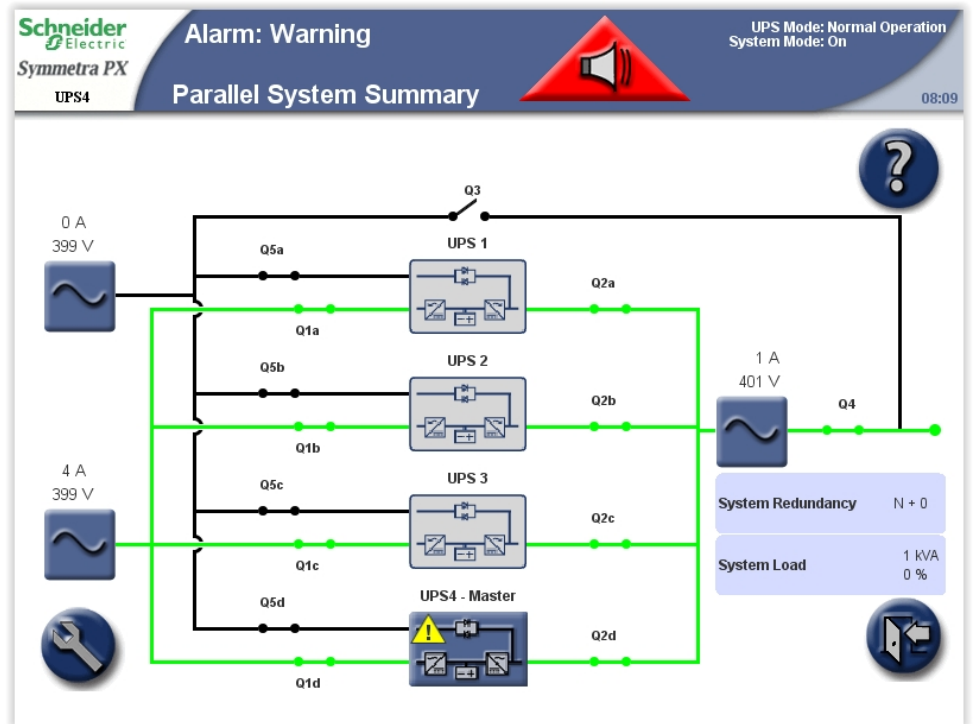 Schneider
Electric
Symmetra PX
UPS4
Alarm: Warning
Parallel System Summary
UPS Mode: Normal Operation
System Mode: On
08:09
Q3
0 A
399 V
Q5a
UPS 1
Q2a
Q1a
Q5b
UPS 2
Q2b
Q1b
1 A
401 V
Q4
4 A
399 V
Q5c
UPS 3
Q2c
Q1c
System Redundancy N + 0
System Load 1 kVA
0 %
Q5d
UPS4 - Master
Q2d
Q1d